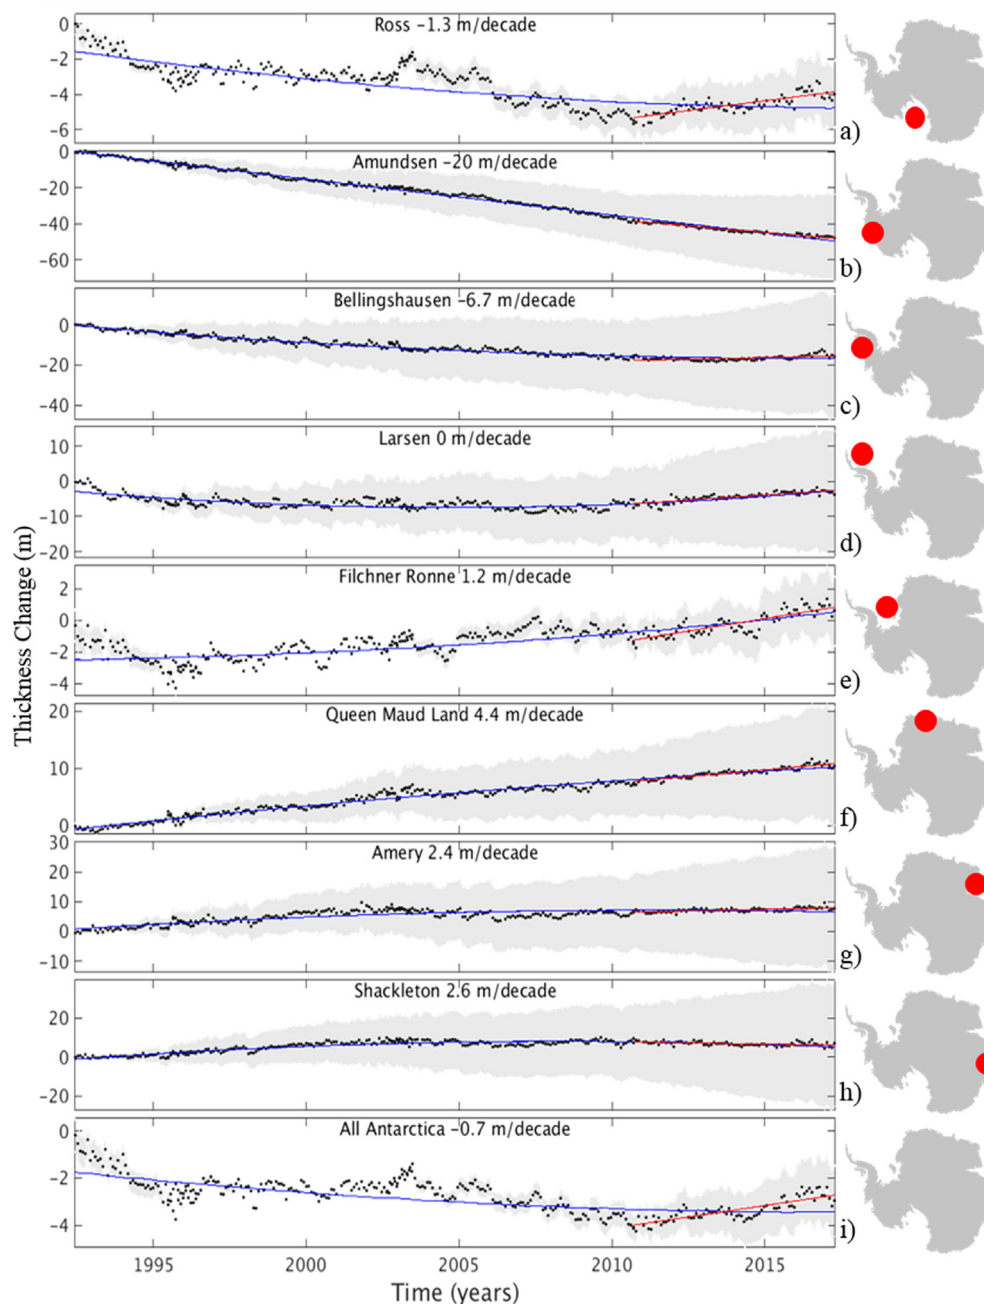 Thickness Change (m)
Ross -1.3 m/decade
0
-2
-4
-6
a)
Amundsen -20 m/decade
0
-20
-40
-60
b)
Bellingshausen -6.7 m/decade
0
-20
-40
c)
Larsen 0 m/decade
10
0
-10
-20
d)
Filchner Ronne 1.2 m/decade
2
0
-2
-4
e)
Queen Maud Land 4.4 m/decade
20
10
0
f)
Amery 2.4 m/decade
30
20
10
0
-10
g)
Shackleton 2.6 m/decade
20
0
-20
h)
All Antarctica -0.7 m/decade
0
-2
-4
i)
1995 2000 2005 2010 2015
Time (years)